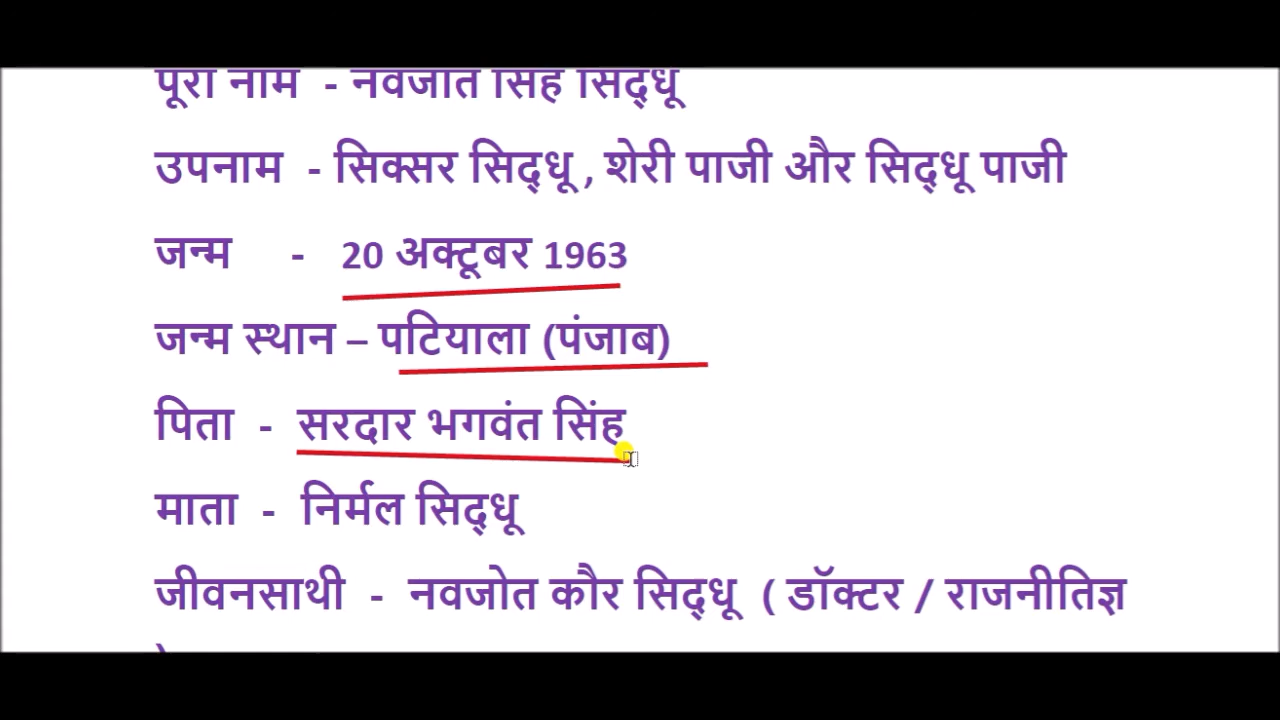 पूरा नाम - नवजोत सिंह सिद्धू
उपनाम - सिक्सर सिद्धू , शेरी पाजी और सिद्धू पाजी
जन्म - 20 अक्टूबर 1963
जन्म स्थान – पटियाला (पंजाब)
पिता - सरदार भगवंत सिंह
माता - निर्मल सिद्धू
जीवनसाथी - नवजोत कौर सिद्धू ( डॉक्टर / राजनीतिज्ञ
)